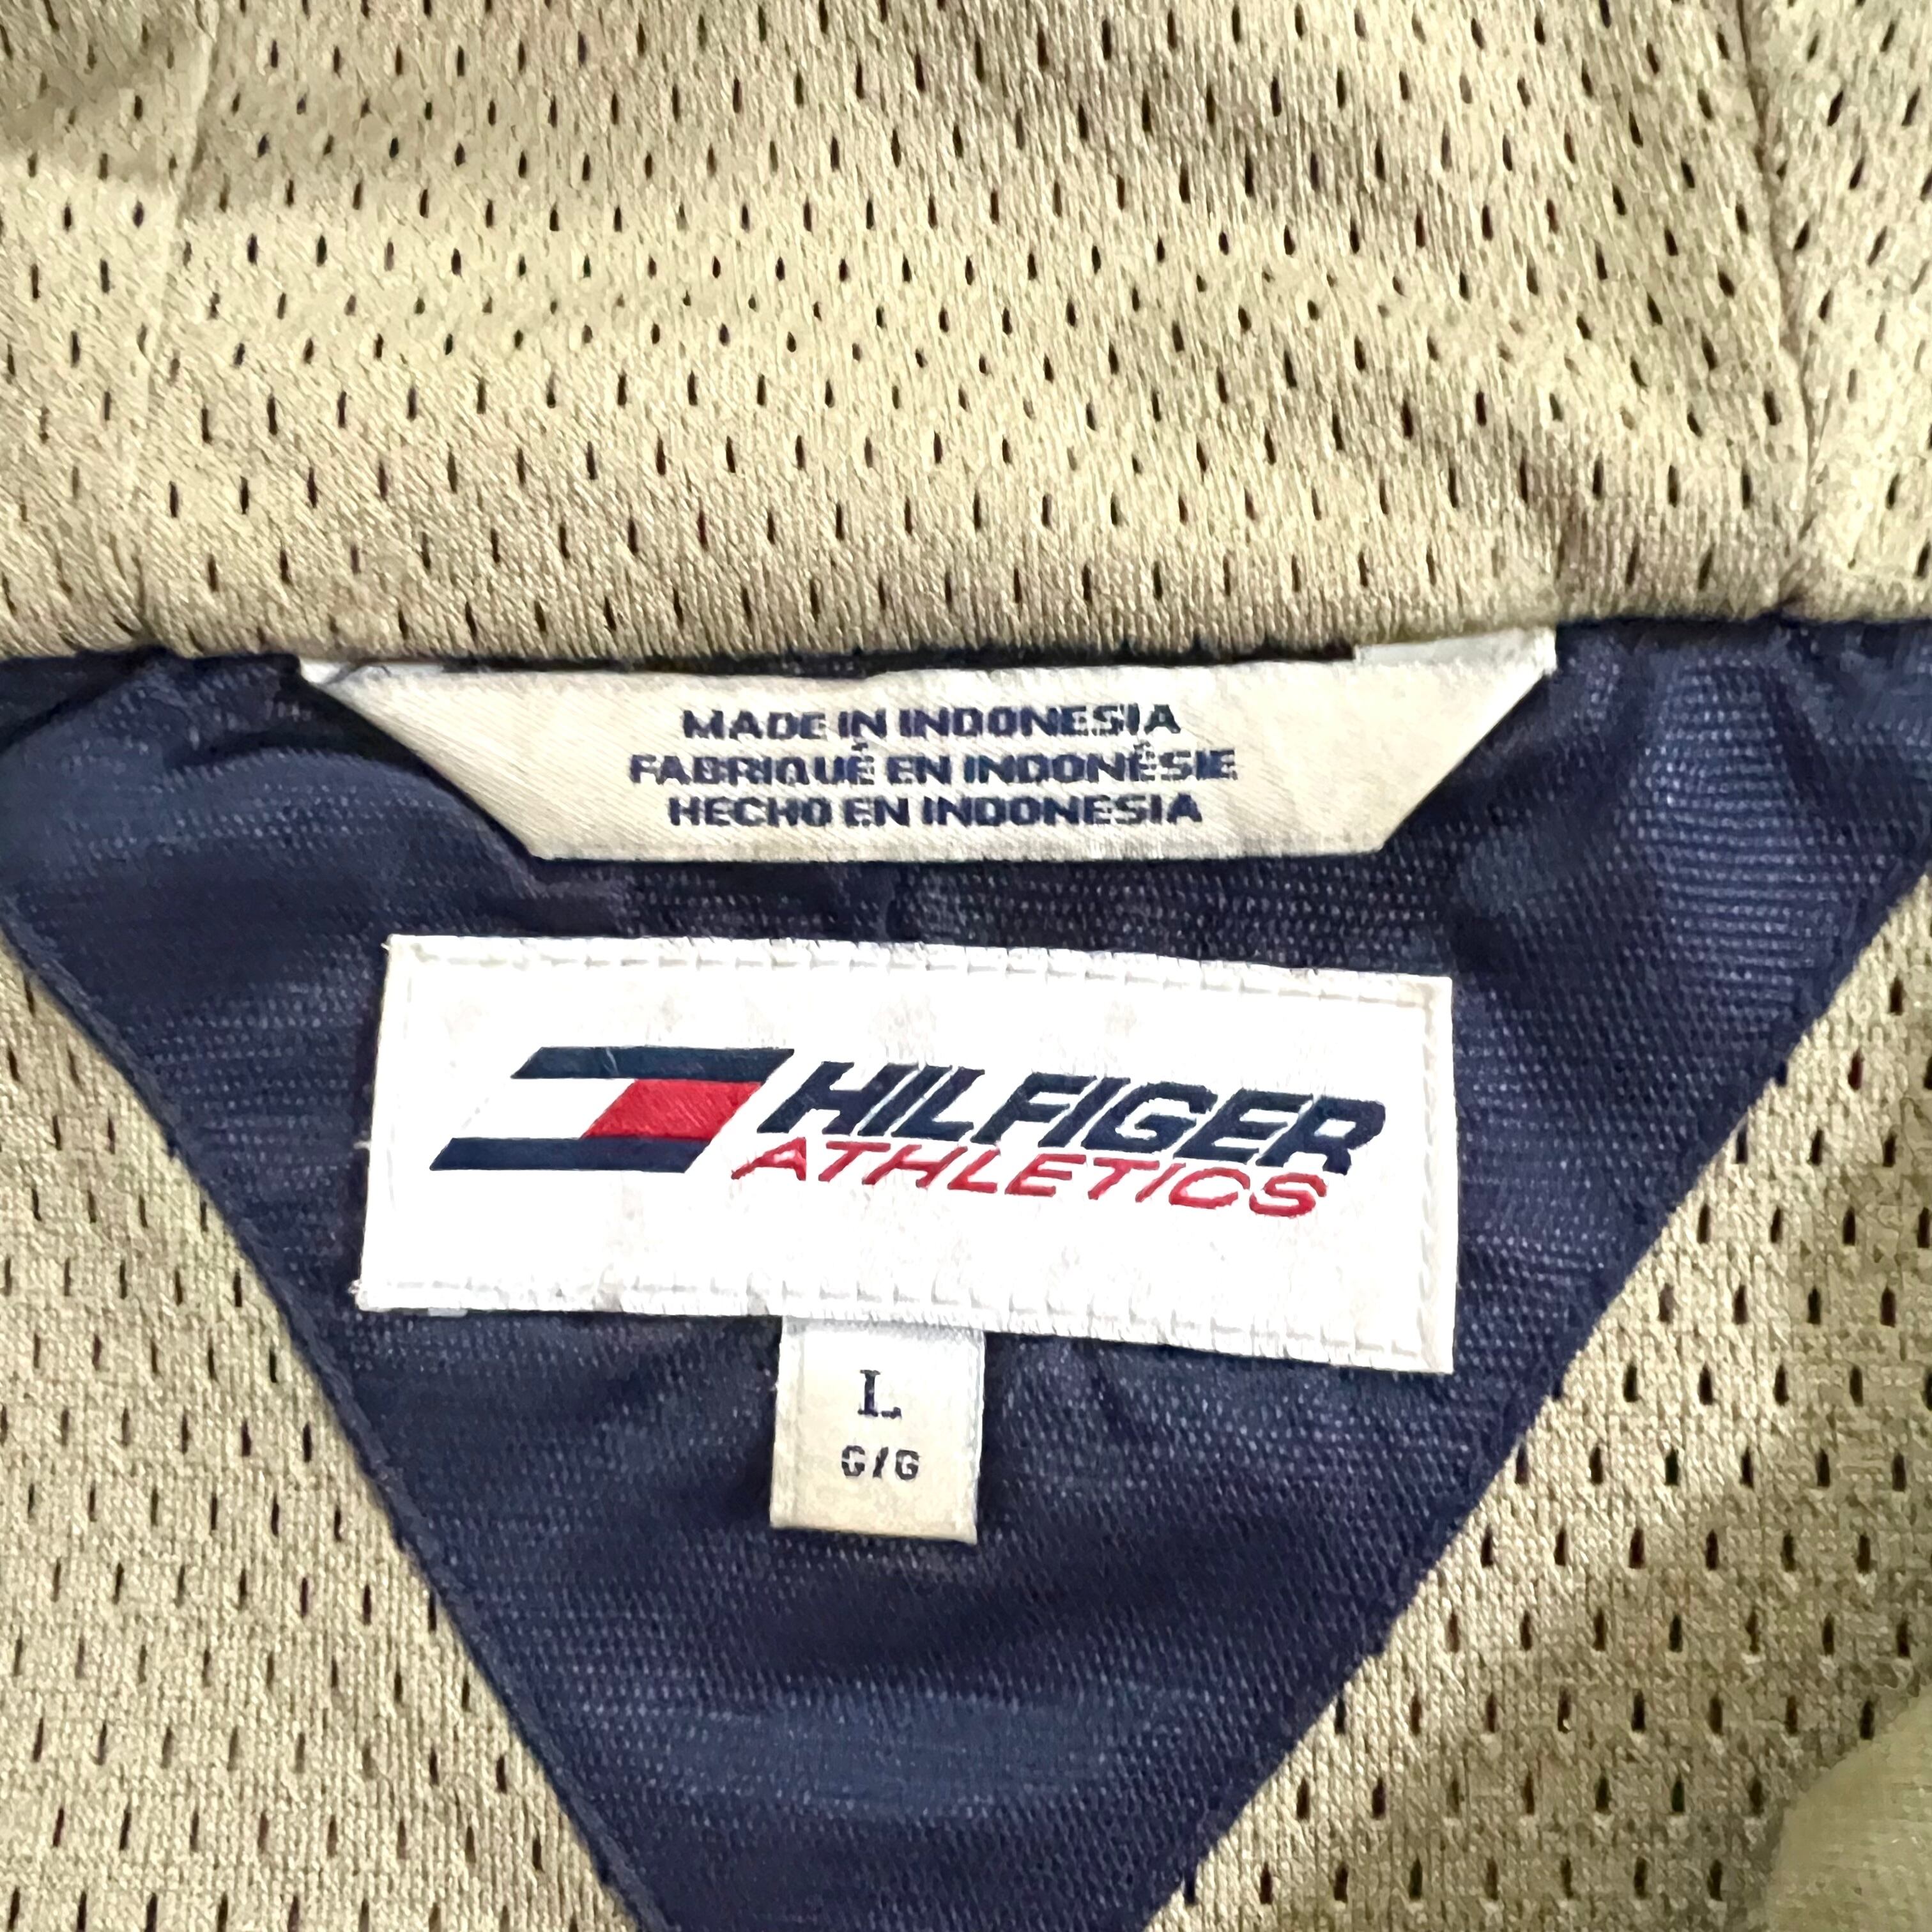 MADE IN INDONESIA
FABRIQUÉ EN INDONÉSIE
HECHO EN INDONESIA
HILFIGER
ATHLETICS
L
G/G